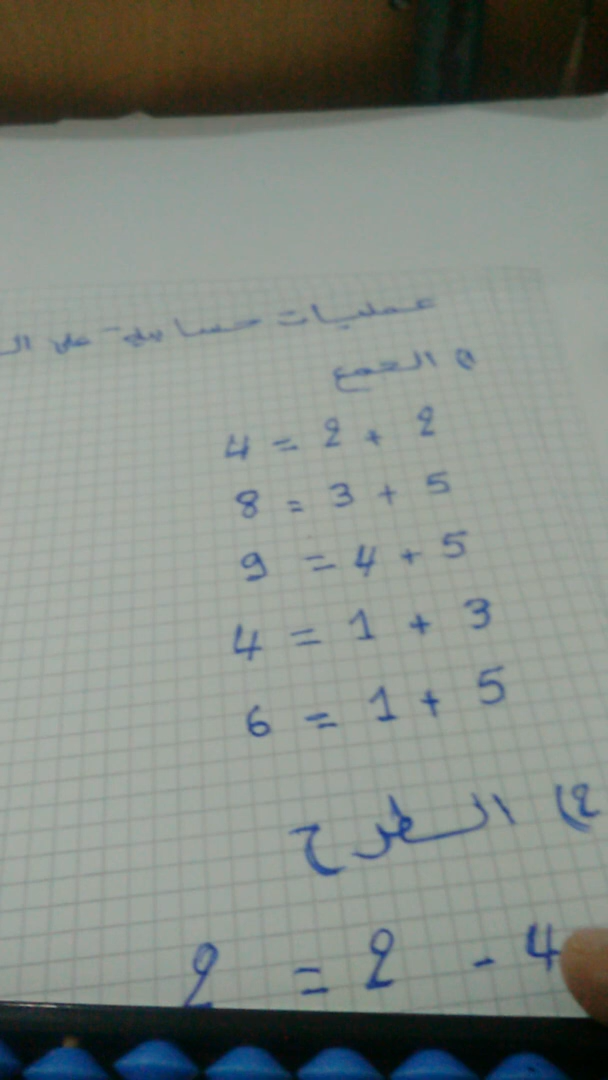 عمليات حسابية على
1) الجمع
4 = 2 + 2
8 = 3 + 5
9 = 4 + 5
4 = 1 + 3
6 = 1 + 5
2) الطرح
2 = 2 - 4